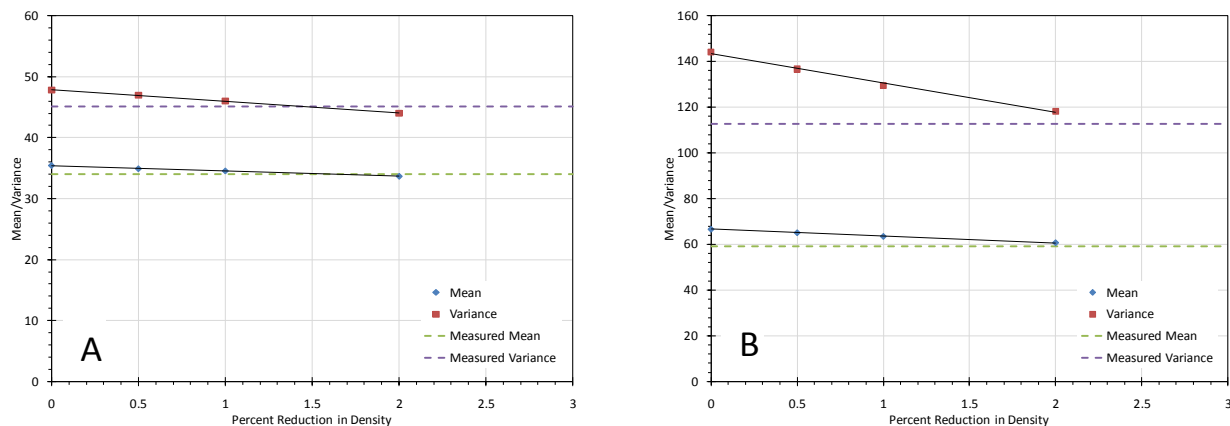 60
50
40
30
20
10
0
Mean/Variance
A
Mean
Variance
Measured Mean
Measured Variance
0 0.5 1 1.5 2 2.5 3
Percent Reduction in Density
160
140
120
100
80
60
40
20
0
Mean/Variance
B
Mean
Variance
Measured Mean
Measured Variance
0 0.5 1 1.5 2 2.5 3
Percent Reduction in Density